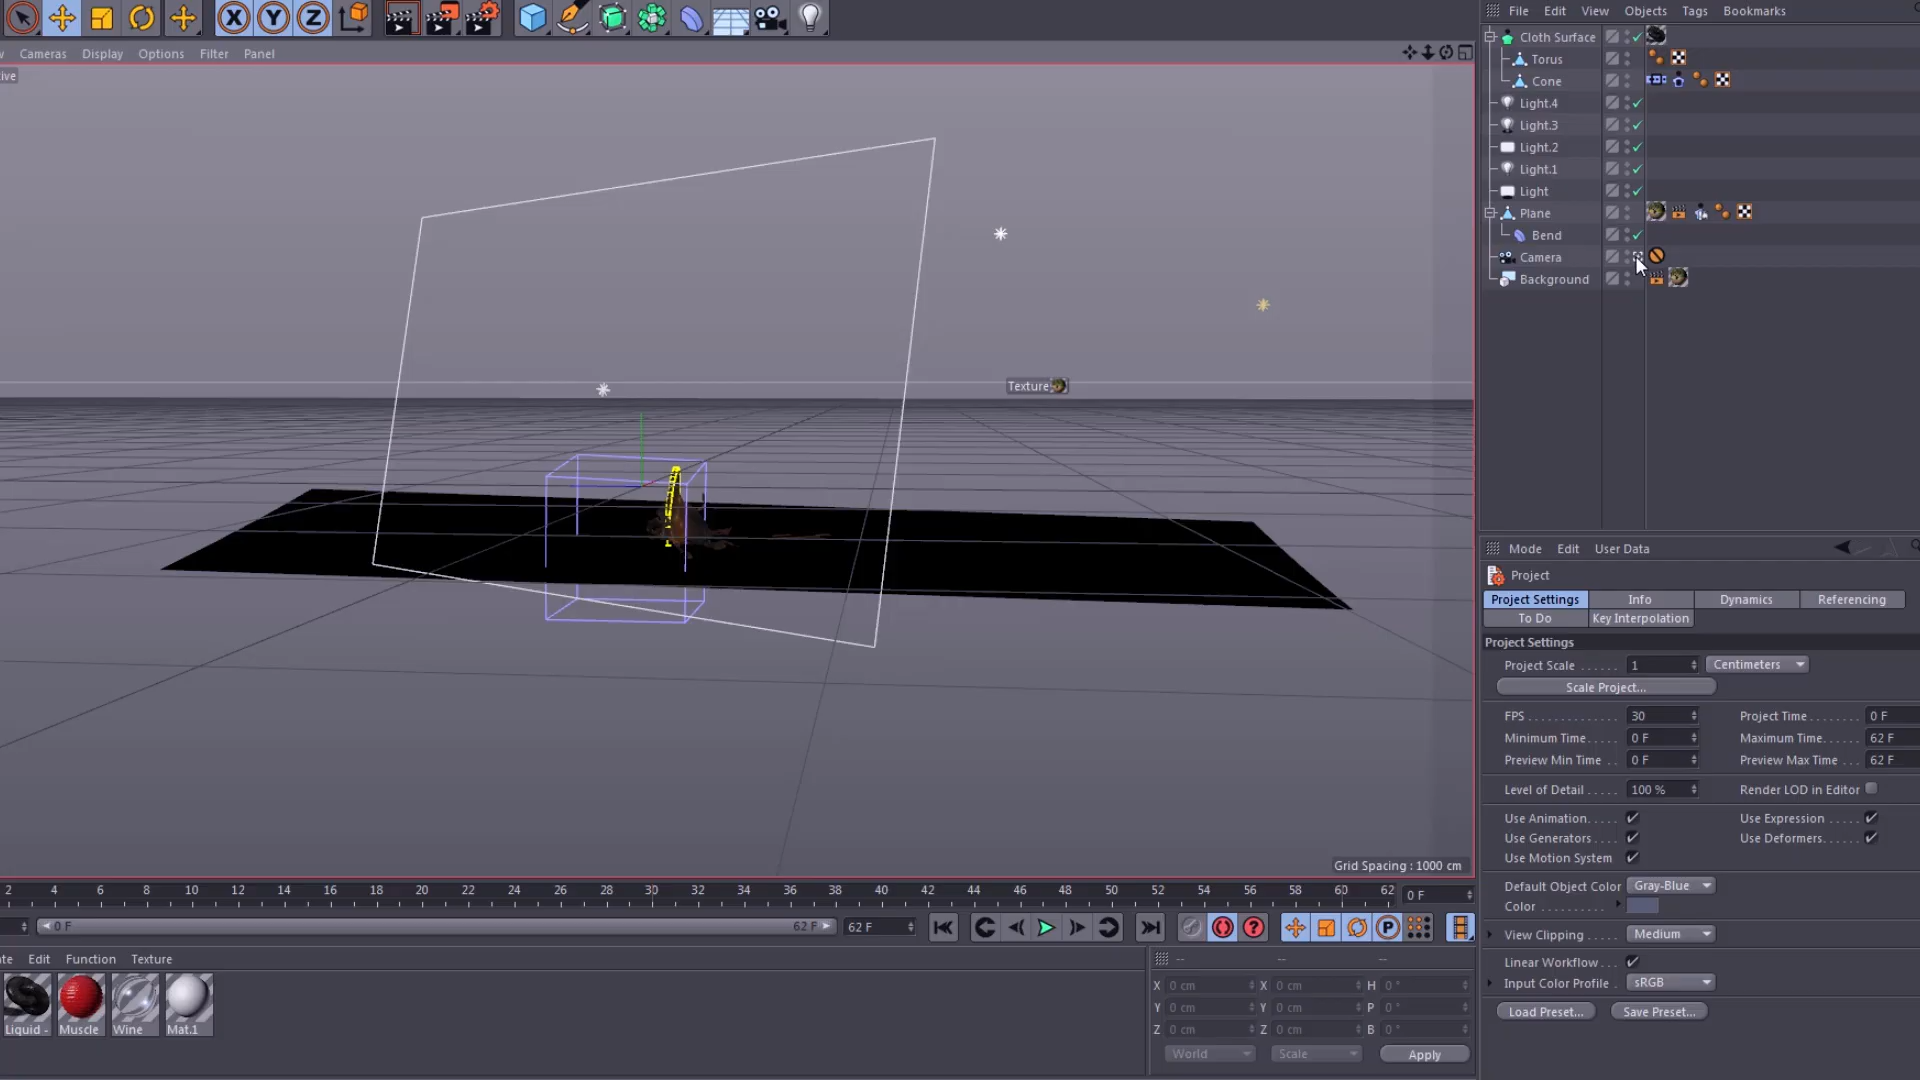 X Y Z
Cameras Display Options Filter Panel
ive
Texture
Grid Spacing : 1000 cm
File Edit View Objects Tags Bookmarks
Cloth Surface
Torus
Cone
Light.4
Light.3
Light.2
Light.1
Light
Plane
Bend
Camera
Background
Mode Edit User Data
Project
Project Settings Info Dynamics Referencing
To Do Key Interpolation
Project Settings
Project Scale ...... 1 Centimeters
Scale Project...
FPS 30 Project Time 0 F
Minimum Time 0 F Maximum Time 62 F
Preview Min Time 0 F Preview Max Time 62 F
Level of Detail 100 % Render LOD in Editor
Use Animation Use Expression
Use Generators Use Deformers
Use Motion System
Default Object Color Gray-Blue
Color
View Clipping Medium
Linear Workflow
Input Color Profile sRGB
Load Preset... Save Preset...
2 4 6 8 10 12 14 16 18 20 22 24 26 28 30 32 34 36 38 40 42 44 46 48 50 52 54 56 58 60 62 0 F
0 F 62 F 62 F P
ate Edit Function Texture
Liquid - Muscle Wine Mat.1
-- -- --
X 0 cm X 0 cm H 0 °
Y 0 cm Y 0 cm P 0 °
Z 0 cm Z 0 cm B 0 °
World Scale Apply